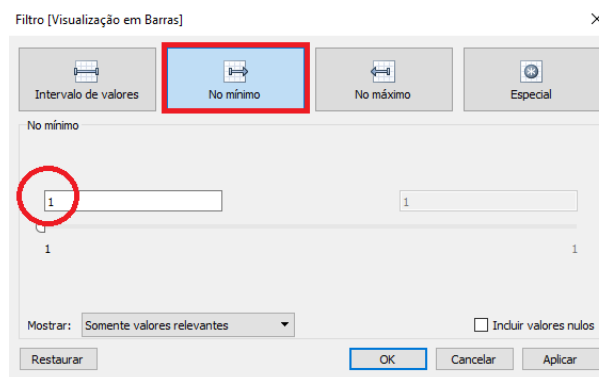 Filtro [Visualização em Barras]
Intervalo de valores
No mínimo
No máximo
Especial
No mínimo
1
1
1
1
Mostrar:
Somente valores relevantes
Incluir valores nulos
Restaurar
OK
Cancelar
Aplicar